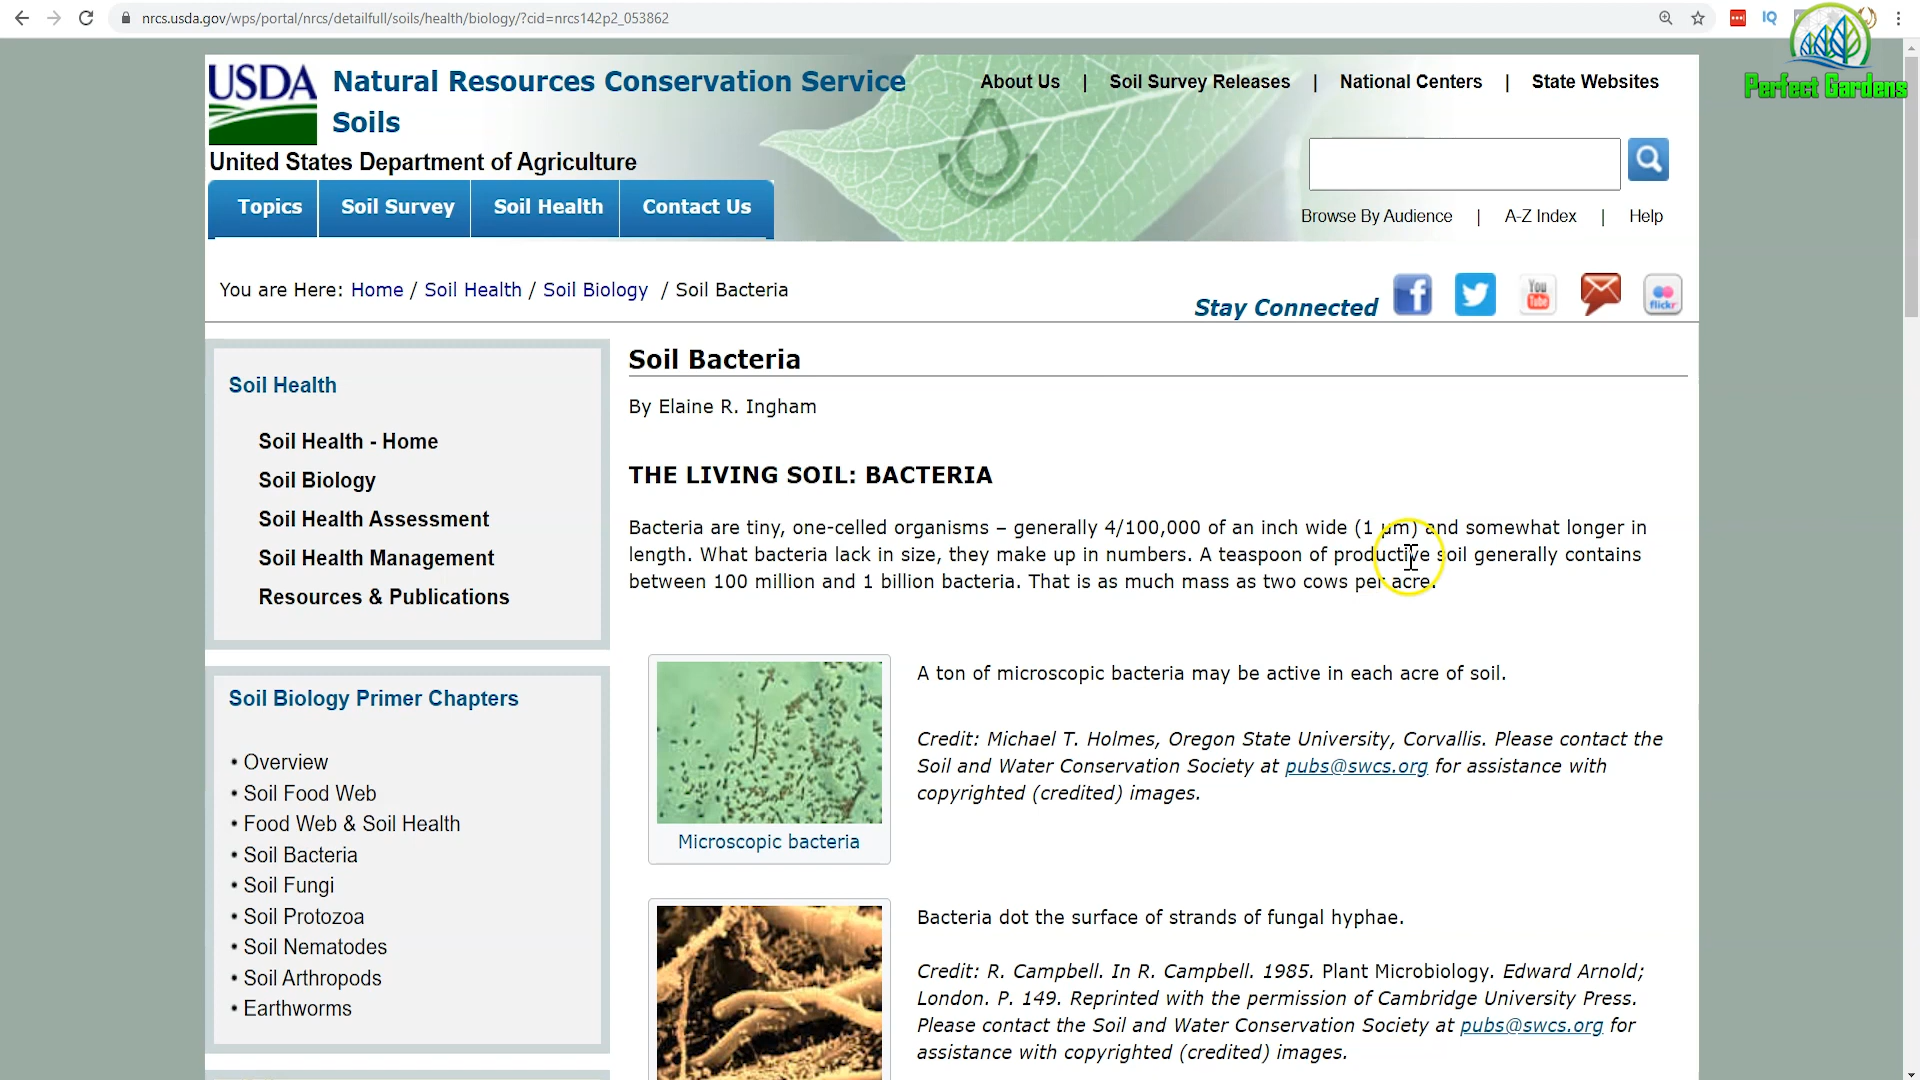 nrcs.usda.gov/wps/portal/nrcs/detailfull/soils/health/biology/?cid=nrcs142p2_053862
IQ
Perfect Gardens
USDA
Natural Resources Conservation Service
Soils
United States Department of Agriculture
About Us | Soil Survey Releases | National Centers | State Websites
Topics
Soil Survey
Soil Health
Contact Us
Browse By Audience | A-Z Index | Help
You are Here: Home / Soil Health / Soil Biology / Soil Bacteria
Stay Connected
You
Tube
flickr
Soil Health
Soil Health - Home
Soil Biology
Soil Health Assessment
Soil Health Management
Resources & Publications
Soil Biology Primer Chapters
• Overview
• Soil Food Web
• Food Web & Soil Health
• Soil Bacteria
• Soil Fungi
• Soil Protozoa
• Soil Nematodes
• Soil Arthropods
• Earthworms
Soil Bacteria
By Elaine R. Ingham
THE LIVING SOIL: BACTERIA
Bacteria are tiny, one-celled organisms – generally 4/100,000 of an inch wide (1 µm) and somewhat longer in
length. What bacteria lack in size, they make up in numbers. A teaspoon of productive soil generally contains
between 100 million and 1 billion bacteria. That is as much mass as two cows per acre.
Microscopic bacteria
A ton of microscopic bacteria may be active in each acre of soil.
Credit: Michael T. Holmes, Oregon State University, Corvallis. Please contact the
Soil and Water Conservation Society at pubs@swcs.org for assistance with
copyrighted (credited) images.
Bacteria dot the surface of strands of fungal hyphae.
Credit: R. Campbell. In R. Campbell. 1985. Plant Microbiology. Edward Arnold;
London. P. 149. Reprinted with the permission of Cambridge University Press.
Please contact the Soil and Water Conservation Society at pubs@swcs.org for
assistance with copyrighted (credited) images.